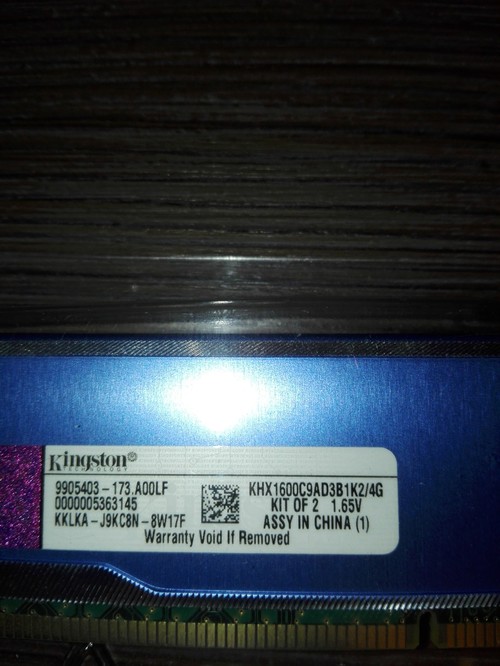 Kingston®
TECHNOLOGY
9905403-173.A00LF
0000005363145
KKLKA-J9KC8N-8W17F
KHX1600C9AD3B1K2/4G
KIT OF 2 1.65V
ASSY IN CHINA (1)
Warranty Void If Removed